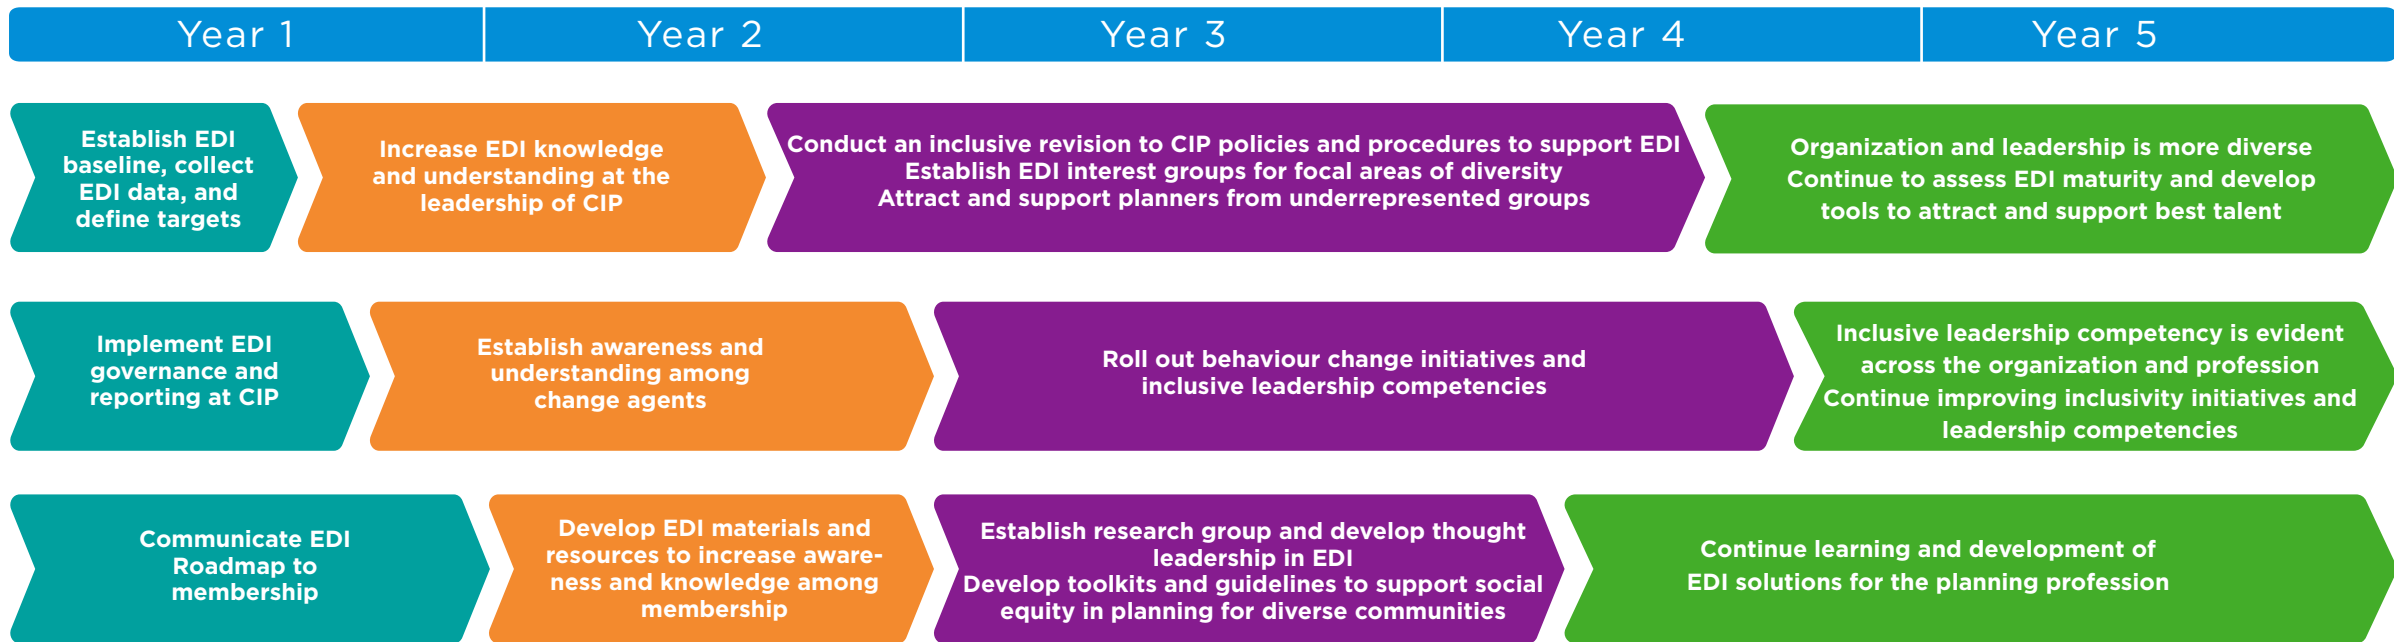 Year 1
Year 2
Year 3
Year 4
Year 5
Establish EDI
baseline, collect
EDI data, and
define targets
Increase EDI knowledge
and understanding at the
leadership of CIP
Conduct an inclusive revision to CIP policies and procedures to support EDI
Establish EDI interest groups for focal areas of diversity
Attract and support planners from underrepresented groups
Organization and leadership is more diverse
Continue to assess EDI maturity and develop
tools to attract and support best talent
Implement EDI
governance and
reporting at CIP
Establish awareness and
understanding among
change agents
Roll out behaviour change initiatives and
inclusive leadership competencies
Inclusive leadership competency is evident
across the organization and profession
Continue improving inclusivity initiatives and
leadership competencies
Communicate EDI
Roadmap to
membership
Develop EDI materials and
resources to increase aware-
ness and knowledge among
membership
Establish research group and develop thought
leadership in EDI
Develop toolkits and guidelines to support social
equity in planning for diverse communities
Continue learning and development of
EDI solutions for the planning profession